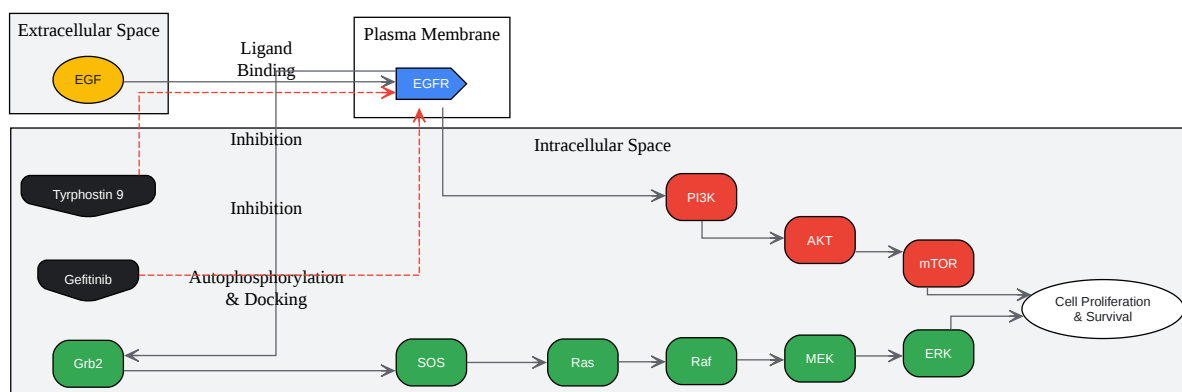 Extracellular Space
Plasma Membrane
Ligand
Binding
EGF
EGFR
Inhibition
Intracellular Space
Tyrphostin 9
PI3K
Inhibition
AKT
mTOR
Gefitinib
Autophosphorylation
& Docking
Cell Proliferation
& Survival
Grb2
SOS
Ras
Raf
MEK
ERK